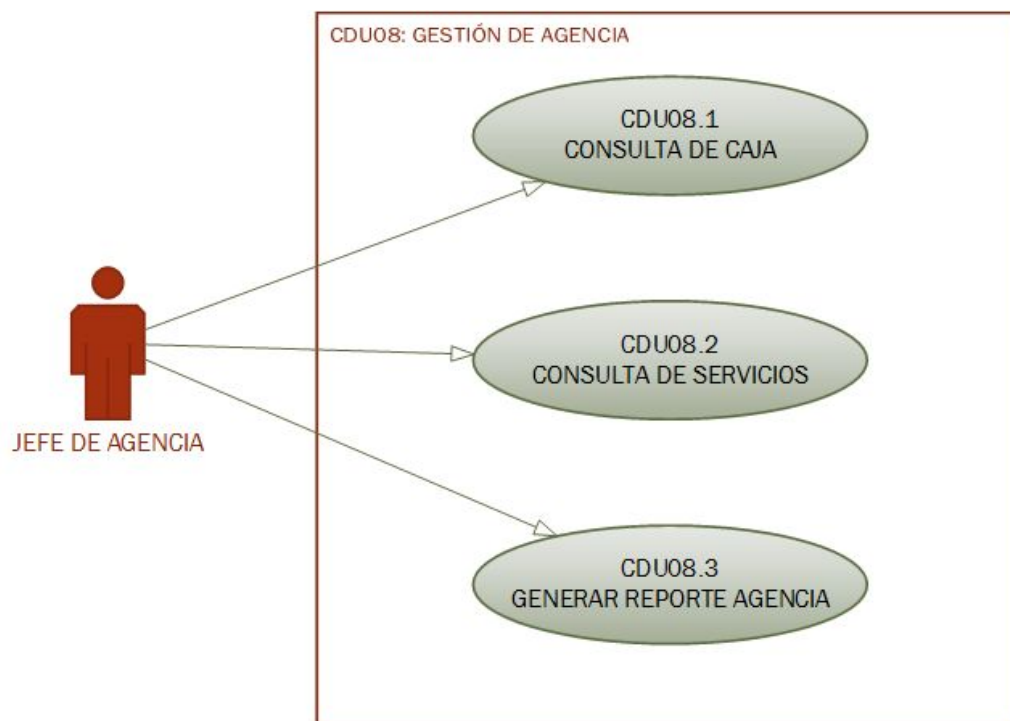 CDU08: GESTIÓN DE AGENCIA
CDU08.1
CONSULTA DE CAJA
CDU08.2
CONSULTA DE SERVICIOS
JEFE DE AGENCIA
CDU08.3
GENERAR REPORTE AGENCIA